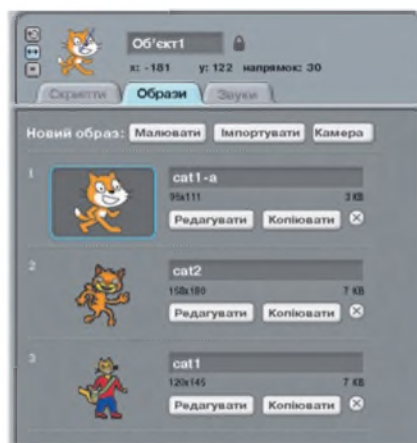 Об'єкт1
x: -181 y: 122 напрямок: 30
Скрипти Образи Звуки
Новий образ: Малювати Імпортувати Камера
1 cat1-a
95x111 3 KB
Редагувати Копіювати
2 cat2
158x180 7 KB
Редагувати Копіювати
3 cat1
120x145 7 KB
Редагувати Копіювати